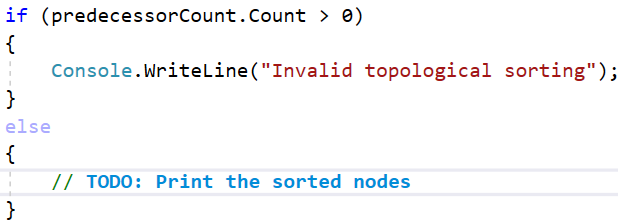 if (predecessorCount.Count > 0)
{
    Console.WriteLine("Invalid topological sorting");
}
else
{
    // TODO: Print the sorted nodes
}